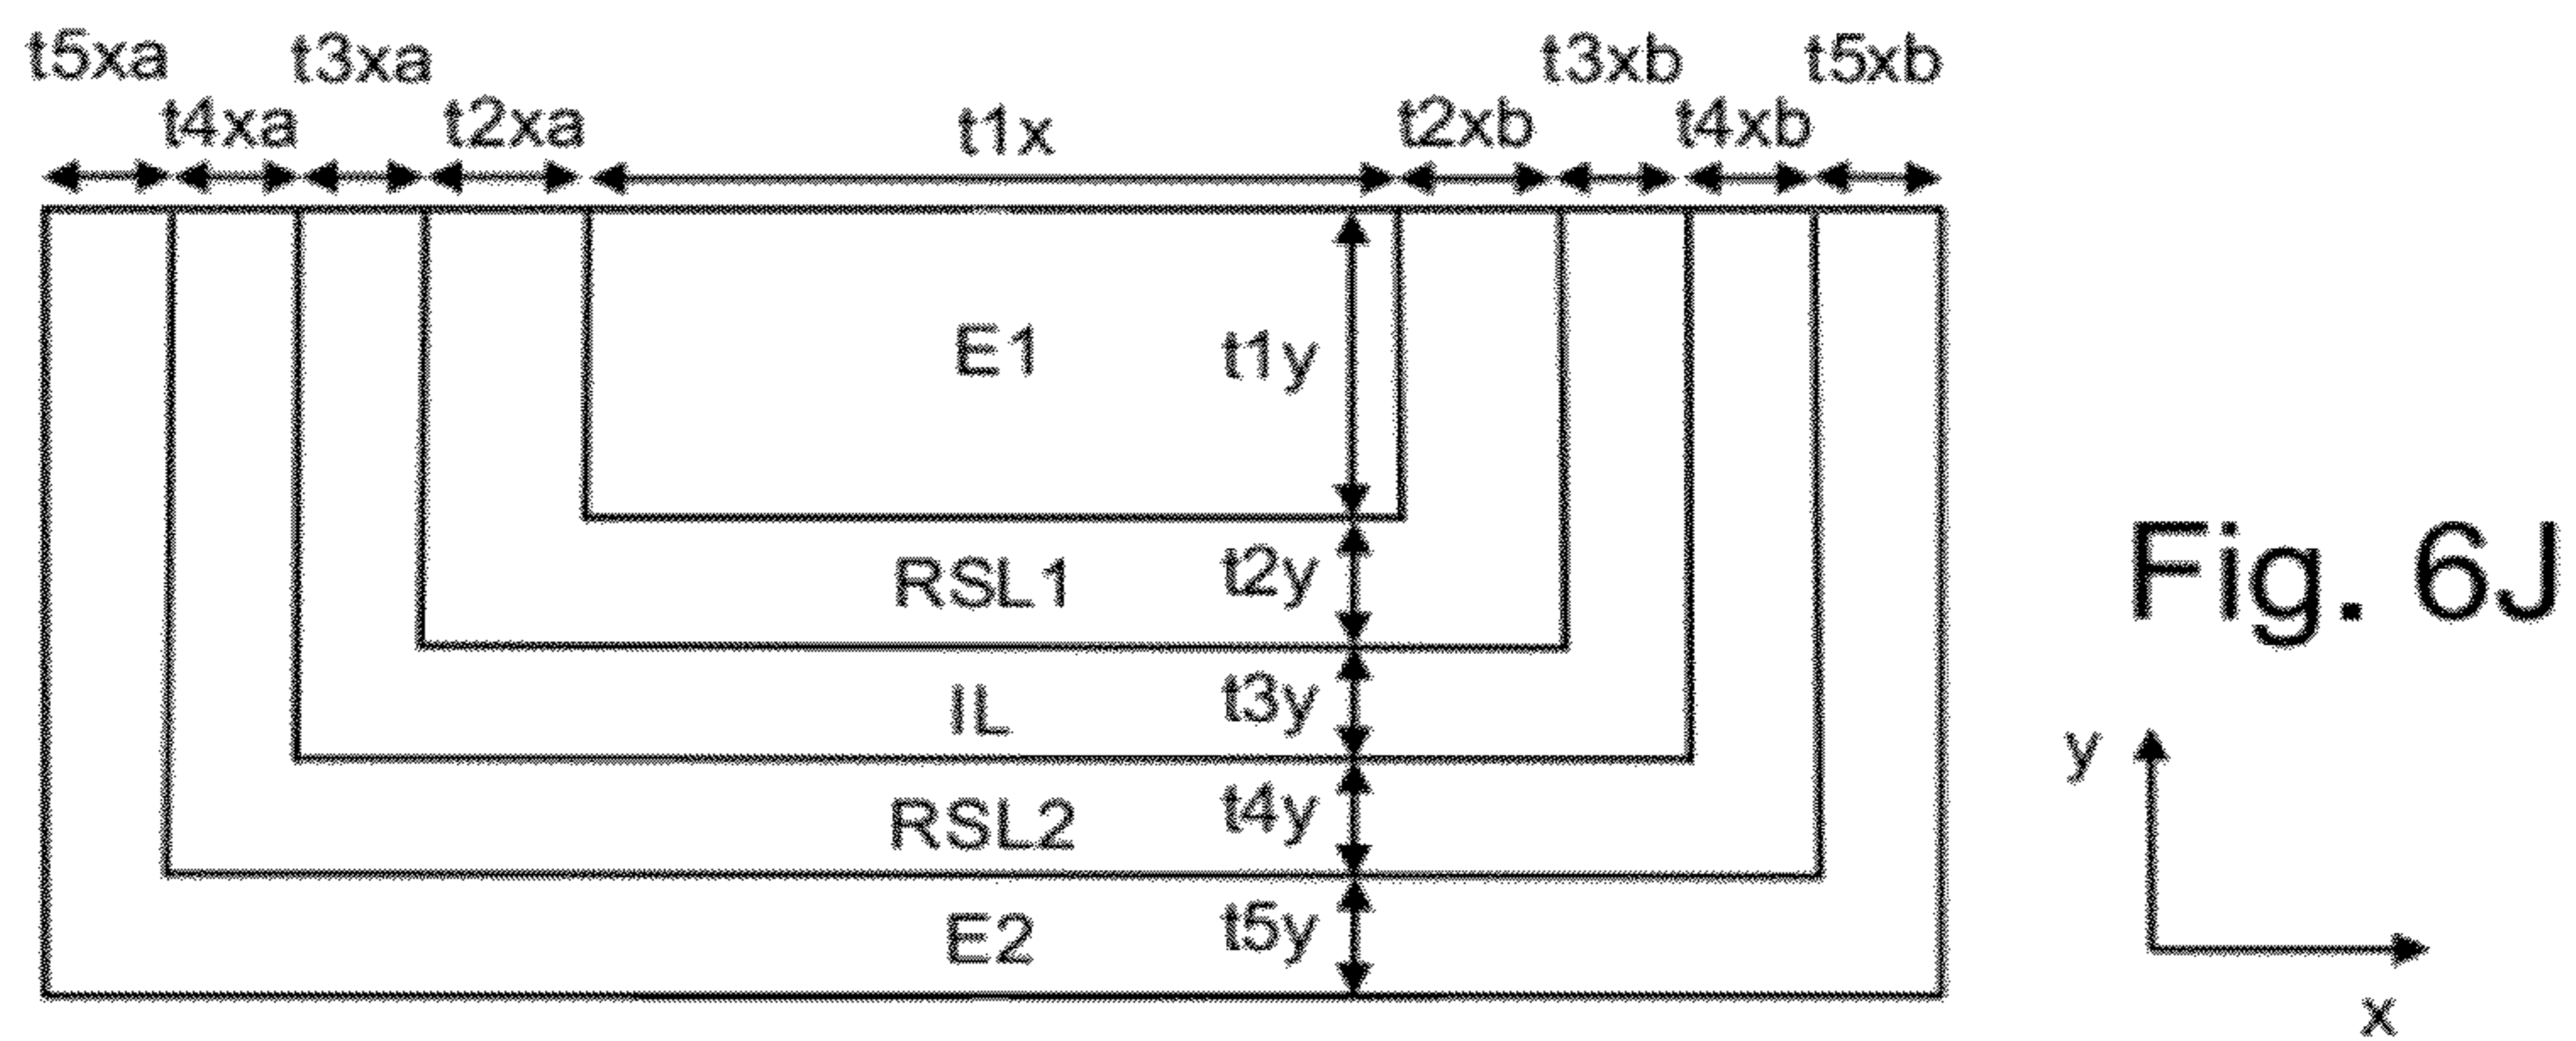 t5xa t3xa t3xb t5xb
t4xa t2xa t1x t2xb t4xb
E1 t1y
RSL1 t2y
Fig. 6J
IL t3y
y
RSL2 t4y
E2 t5y
x